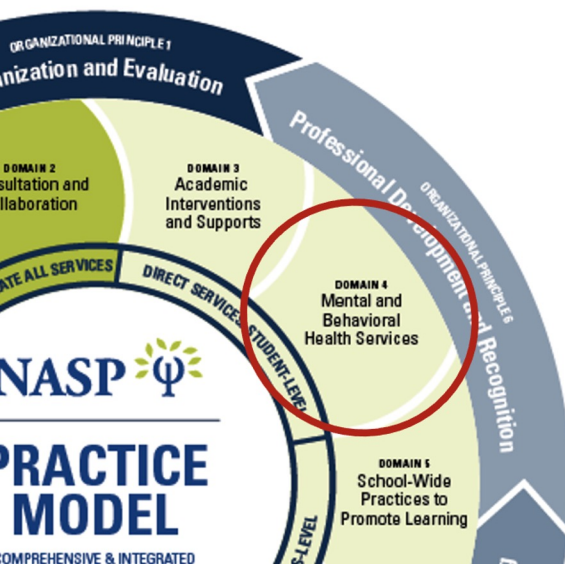 ORGANIZATIONAL PRINCIPLE 1
nization and Evaluation
DOMAIN 2
sultation and
llaboration
DOMAIN 3
Academic
Interventions
and Supports
ORGANIZATIONAL PRINCIPLE 6
Professional Development and Recognition
DOMAIN 4
Mental and
Behavioral
Health Services
ATE ALL SERVICES
DIRECT SERVICES STUDENT-LEVEL
NASP
PRACTICE
MODEL
COMPREHENSIVE & INTEGRATED
DOMAIN 5
School-Wide
Practices to
Promote Learning
S-LEVEL